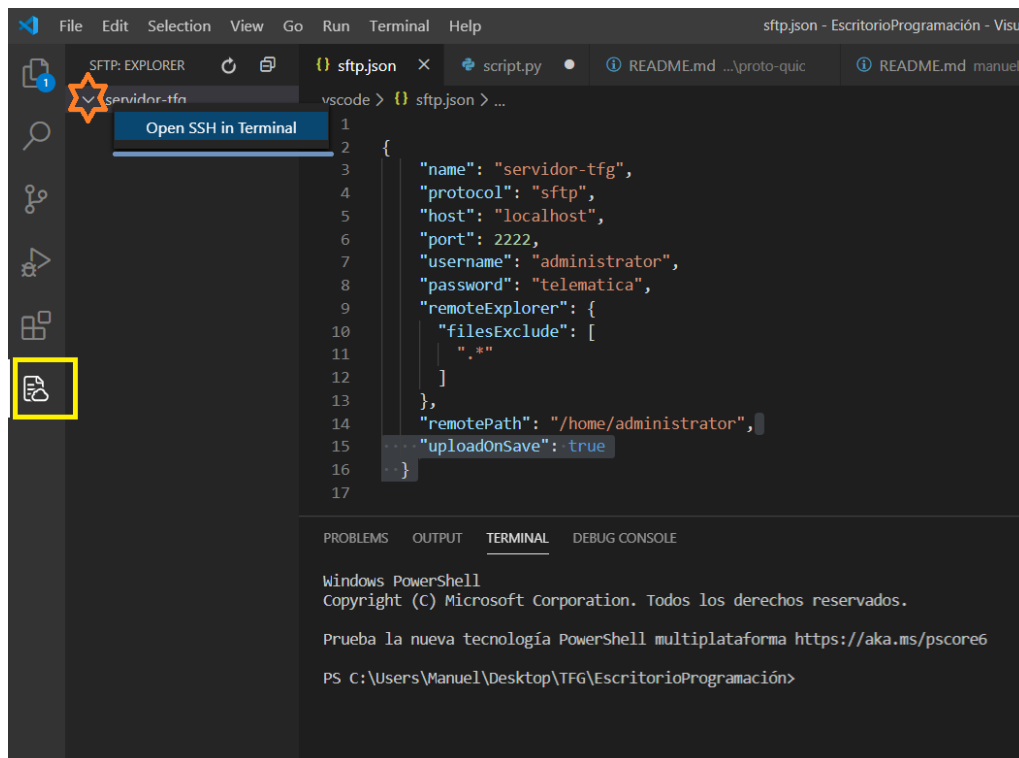 File Edit Selection View Go Run Terminal Help sftp.json - EscritorioProgramación - Visu
SFTP: EXPLORER
{} sftp.json × script.py ● README.md ...\proto-quic README.md manuel
1
servidor-tfg
vscode > {} sftp.json > ...
Open SSH in Terminal
1
2 {
3 "name": "servidor-tfg",
4 "protocol": "sftp",
5 "host": "localhost",
6 "port": 2222,
7 "username": "administrator",
8 "password": "telematica",
9 "remoteExplorer": {
10 "filesExclude": [
11 ".*"
12 ]
13 },
14 "remotePath": "/home/administrator",
15 ····"uploadOnSave":·true
16 ··}
17
PROBLEMS OUTPUT TERMINAL DEBUG CONSOLE
Windows PowerShell
Copyright (C) Microsoft Corporation. Todos los derechos reservados.
Prueba la nueva tecnología PowerShell multiplataforma https://aka.ms/pscore6
PS C:\Users\Manuel\Desktop\TFG\EscritorioProgramación>